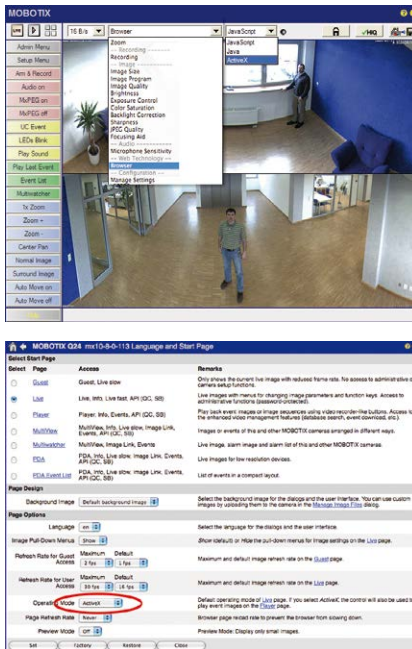 MOBOTIX
16 B/s
Browser
JavaScript
HQ
Zoom
--- Recording ---
Recording
--- Image ---
Image Size
Image Program
Image Quality
Brightness
Exposure Control
Color Saturation
Backlight Correction
Sharpness
JPEG Quality
Focusing Aid
--- Audio ---
Microphone Sensitivity
--- Web Technology ---
Browser
--- Configuration ---
Manage Settings
JavaScript
Java
ActiveX
Admin Menu
Setup Menu
Arm & Record
Audio on
MxPEG on
MxPEG off
UC Event
LEDs Blink
Play Sound
Play Last Event
Event List
Multiwatcher
1x Zoom
Zoom +
Zoom -
Center Pan
Normal Image
Surround Image
Auto Move on
Auto Move off
MOBOTIX Q24 mx10-8-0-113 Language and Start Page
Select Start Page
Select Page Access Remarks
Guest Guest, Live slow Only shows the current live image with reduced frame rate. No access to administrative or
camera setup functions.
Live Live, Info, Live fast, API (QC, SB) Live images with menus for changing image parameters and function keys. Access to
administrative functions (password-protected).
Player Player, Info, Events, API (QC, SB) Play back event images or image sequences using video recorder-like buttons. Access to
the enhanced video management features (database search, event download, etc.).
MultiView MultiView, Info, Live slow, Image Link,
Events, API (QC, SB) Images or events of this and other MOBOTIX cameras arranged in different ways.
Multiwatcher MultiView, Image Link, Events Live image, alarm image and alarm list of this and other MOBOTIX cameras.
PDA PDA, Info, Live slow, Image Link, Events,
API (QC, SB) Live images for low resolution devices.
PDA Event List PDA, Info, Live slow, Image Link, Events,
API (QC, SB) List of events in a compact layout.
Page Design
Background Image Default background image Select the background image for the dialogs and the user interface. You can use custom
images by uploading them to the camera in the Manage Image Files dialog.
Page Options
Language en Select the language for the dialogs and the user interface.
Image Pull-Down Menus Show Show (default) or Hide the pull-down menus for image settings on the Live page.
Refresh Rate for Guest
Access Maximum Default
2 fps 1 fps Maximum and default image refresh rate on the Guest page.
Refresh Rate for User
Access Maximum Default
30 fps 16 fps Maximum and default image refresh rate on the Live page.
Operating Mode ActiveX Default operating mode of Live page. If you select ActiveX, the control will also be used to
play event images on the Player page.
Page Refresh Rate Never Browser page reload rate to prevent the browser from slowing down.
Preview Mode Off Preview Mode: Display only small images.
Set Factory Restore Close